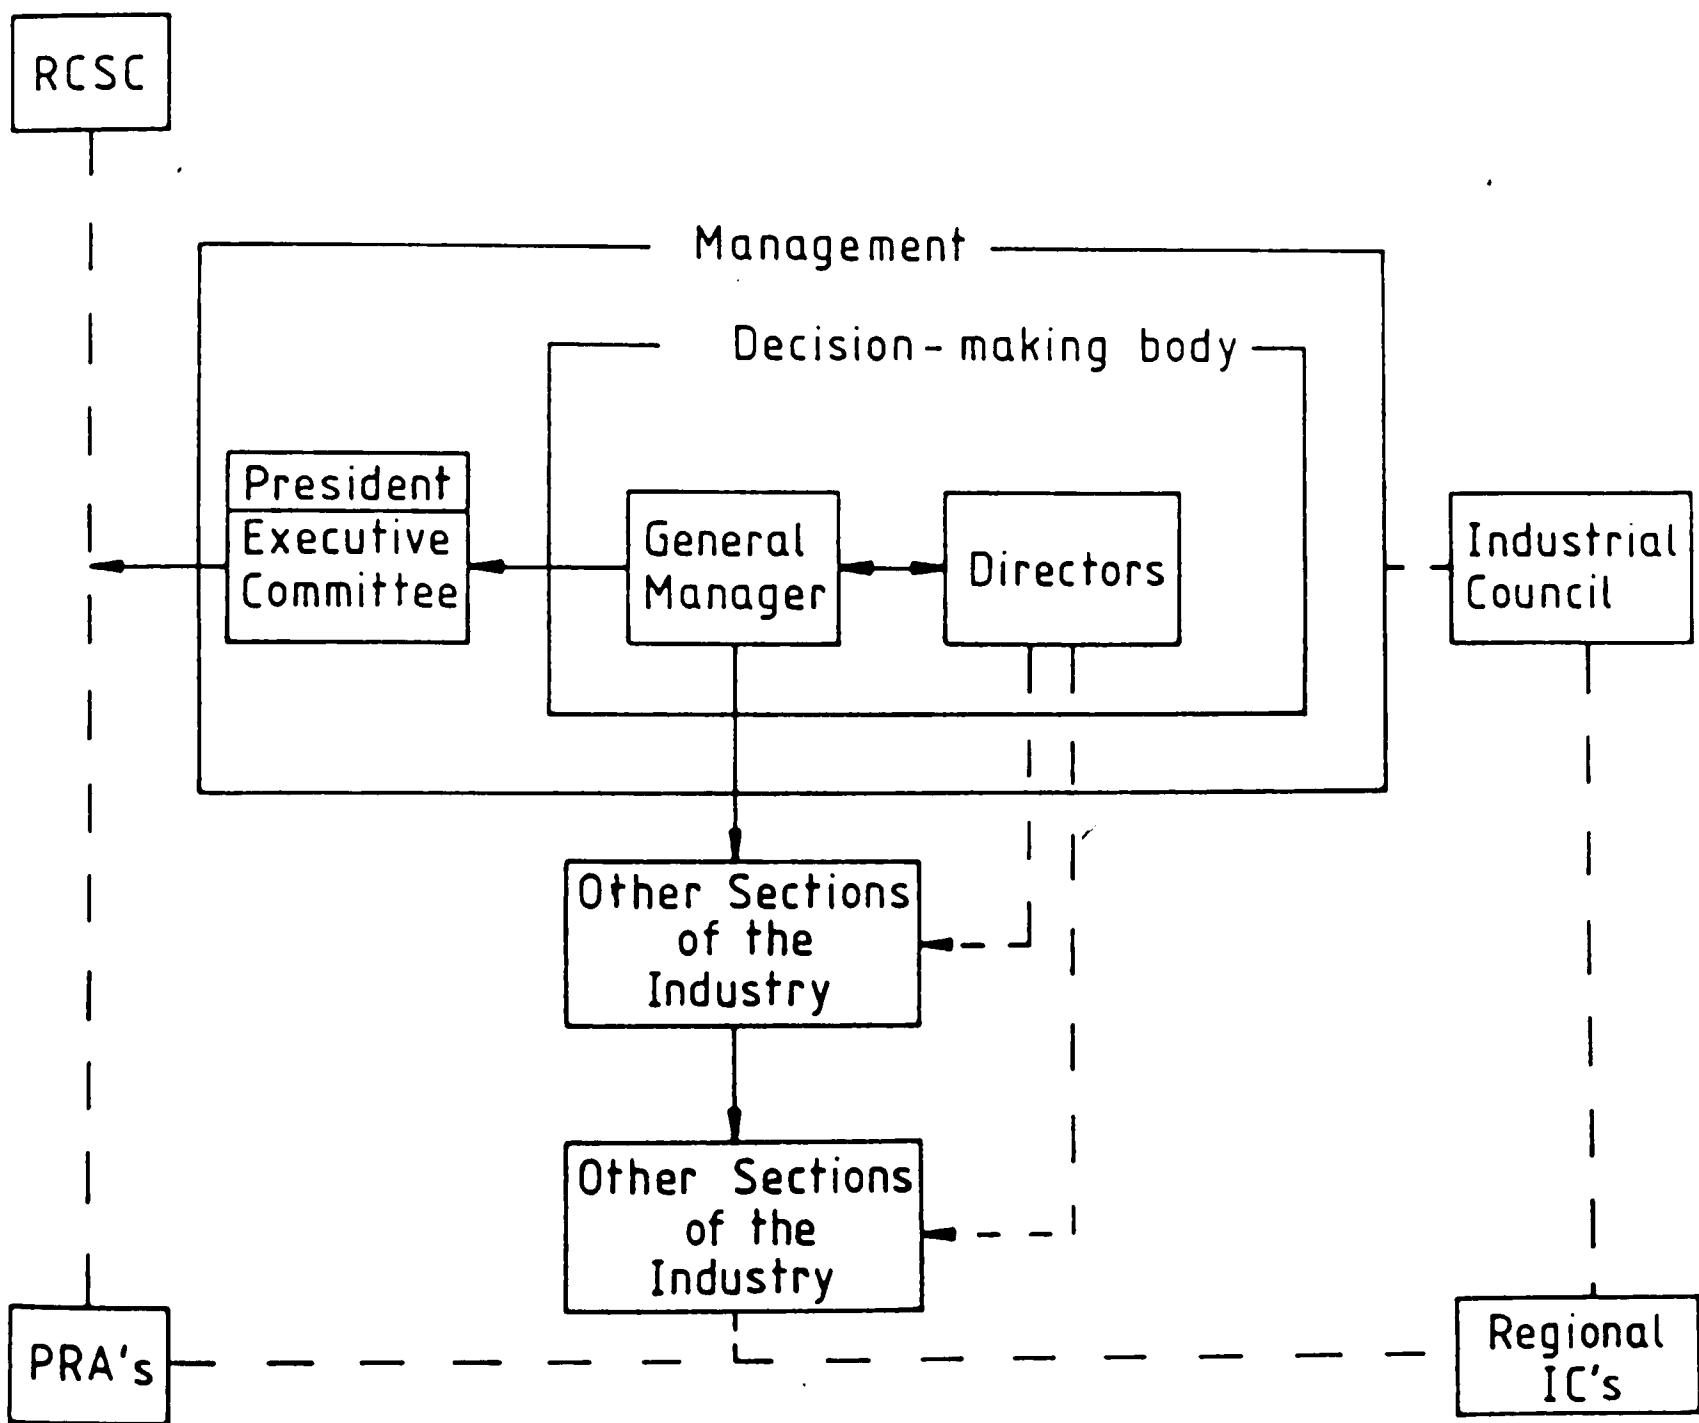 RCSC
Management
Decision-making body
President
Executive
Committee
General
Manager
Directors
Industrial
Council
Other Sections
of the
Industry
Other Sections
of the
Industry
PRA's
Regional
IC's